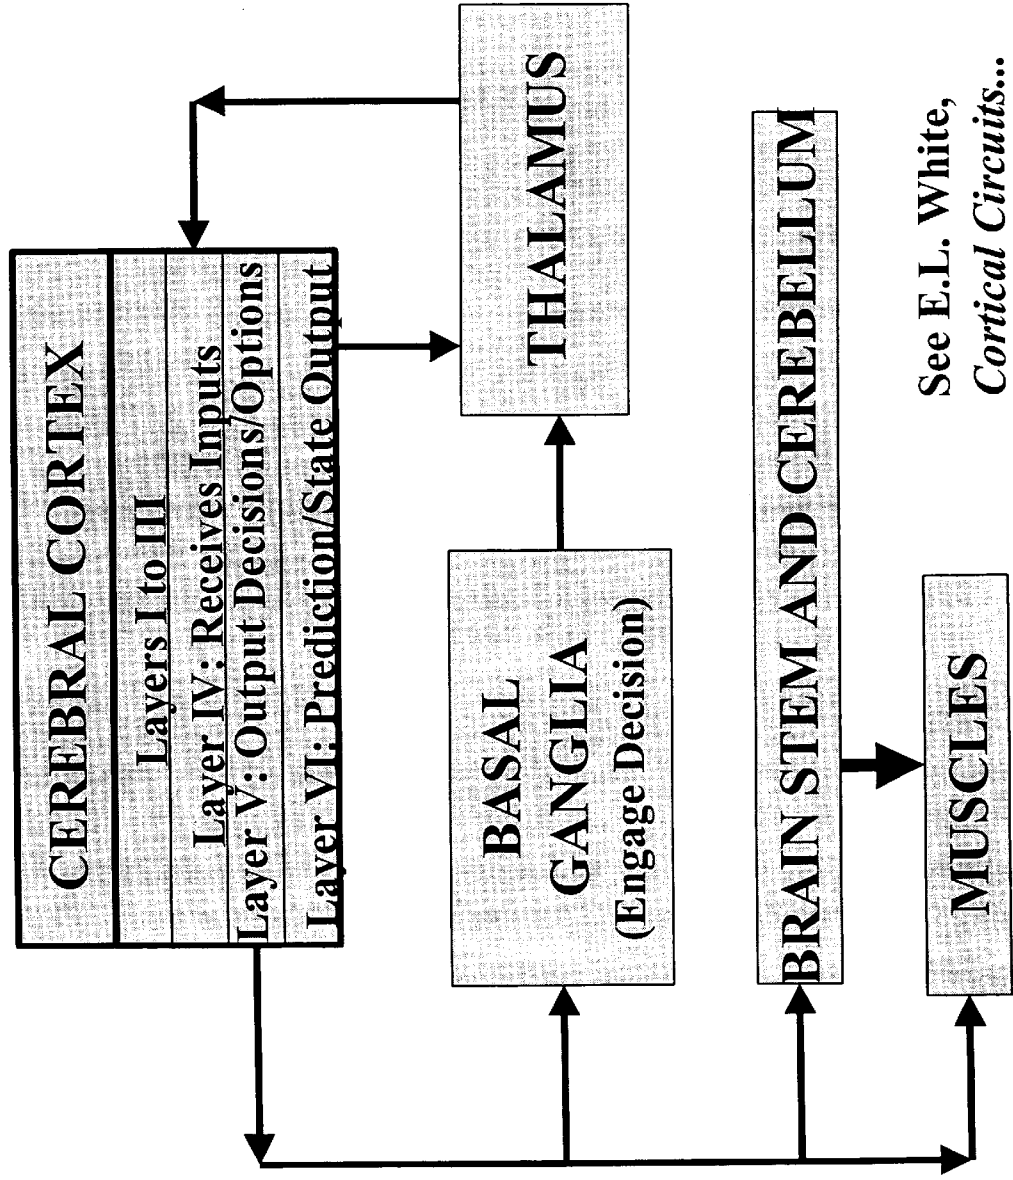 CEREBRAL CORTEX
Layers I to III
Layer IV: Receives Inputs
Layer V: Output Decisions/Options
Layer VI: Prediction/State Output
BASAL
GANGLIA
(Engage Decision)
THALAMUS
BRAIN STEM AND CEREBELLUM
MUSCLES
See E.L. White,
Cortical Circuits...